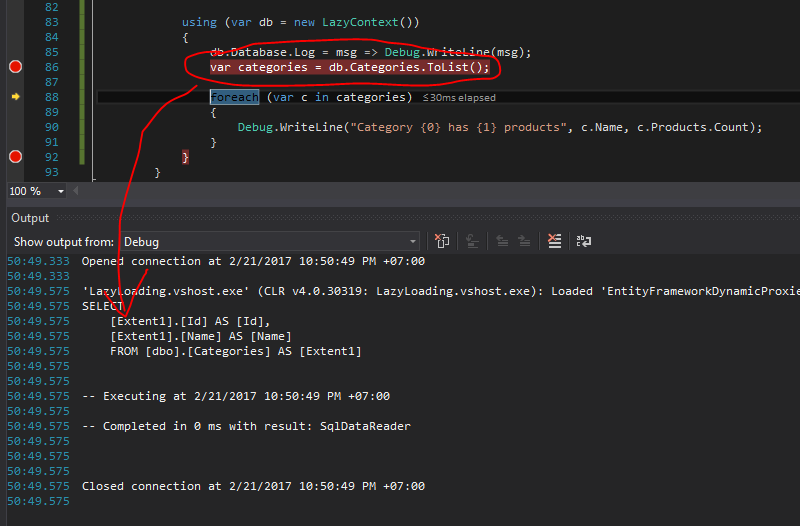 82
83 using (var db = new LazyContext())
84 {
85 db.Database.Log = msg => Debug.WriteLine(msg);
86 var categories = db.Categories.ToList();
87
88 foreach (var c in categories) ≤30ms elapsed
89 {
90 Debug.WriteLine("Category {0} has {1} products", c.Name, c.Products.Count);
91 }
92 }
93 }
100 %
Output
Show output from: Debug
50:49.333 Opened connection at 2/21/2017 10:50:49 PM +07:00
50:49.333
50:49.575 'LazyLoading.vshost.exe' (CLR v4.0.30319: LazyLoading.vshost.exe): Loaded 'EntityFrameworkDynamicProxie
50:49.575 SELECT
50:49.575 [Extent1].[Id] AS [Id],
50:49.575 [Extent1].[Name] AS [Name]
50:49.575 FROM [dbo].[Categories] AS [Extent1]
50:49.575
50:49.575
50:49.575 -- Executing at 2/21/2017 10:50:49 PM +07:00
50:49.575
50:49.575 -- Completed in 0 ms with result: SqlDataReader
50:49.575
50:49.575
50:49.575
50:49.575 Closed connection at 2/21/2017 10:50:49 PM +07:00
50:49.575